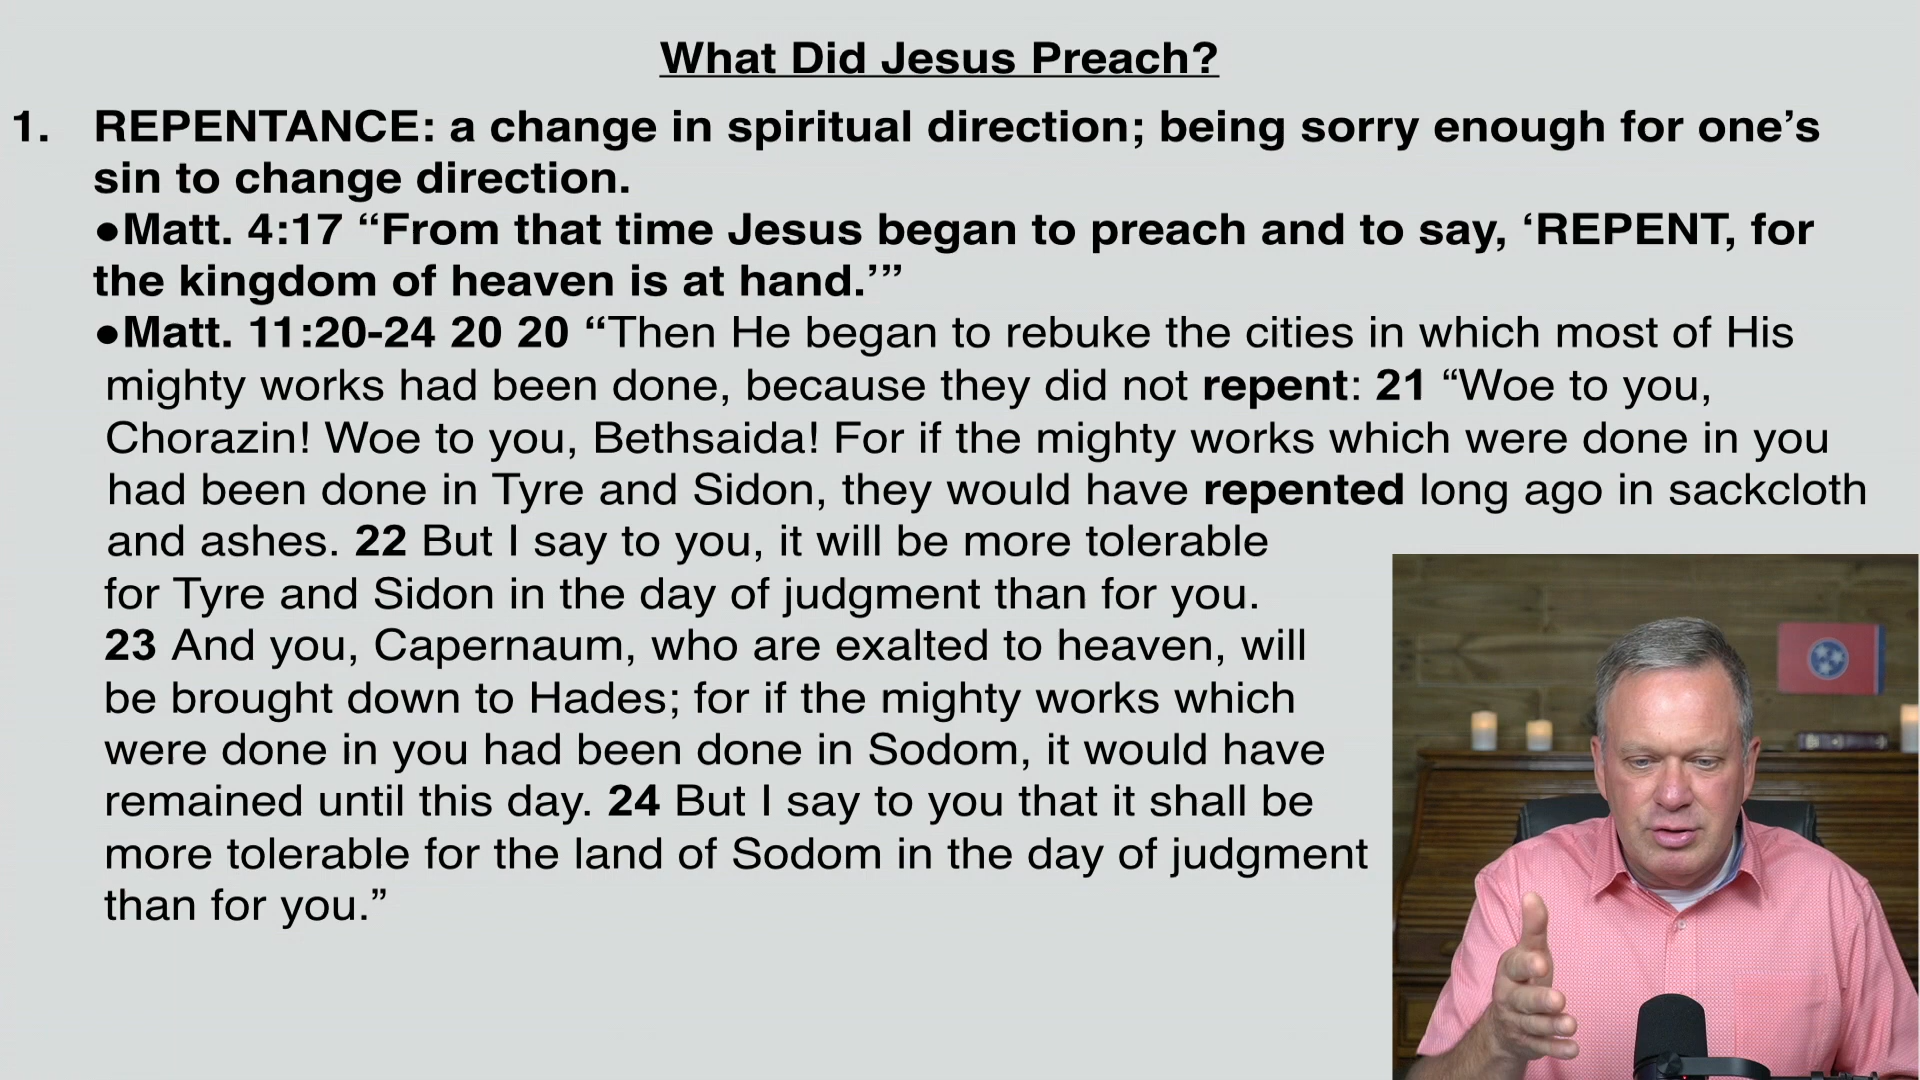 What Did Jesus Preach?
1. REPENTANCE: a change in spiritual direction; being sorry enough for one’s
sin to change direction.
●Matt. 4:17 “From that time Jesus began to preach and to say, ‘REPENT, for
the kingdom of heaven is at hand.’”
●Matt. 11:20-24 20 20 “Then He began to rebuke the cities in which most of His
mighty works had been done, because they did not repent: 21 “Woe to you,
Chorazin! Woe to you, Bethsaida! For if the mighty works which were done in you
had been done in Tyre and Sidon, they would have repented long ago in sackcloth
and ashes. 22 But I say to you, it will be more tolerable
for Tyre and Sidon in the day of judgment than for you.
23 And you, Capernaum, who are exalted to heaven, will
be brought down to Hades; for if the mighty works which
were done in you had been done in Sodom, it would have
remained until this day. 24 But I say to you that it shall be
more tolerable for the land of Sodom in the day of judgment
than for you.”